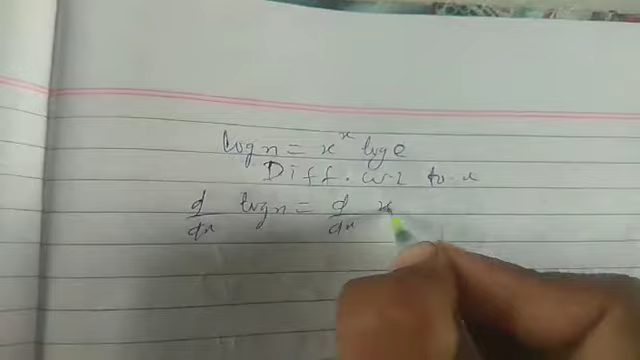 log n = x^x log e
Diff. w.r to x
d/dx log n = d/dx x